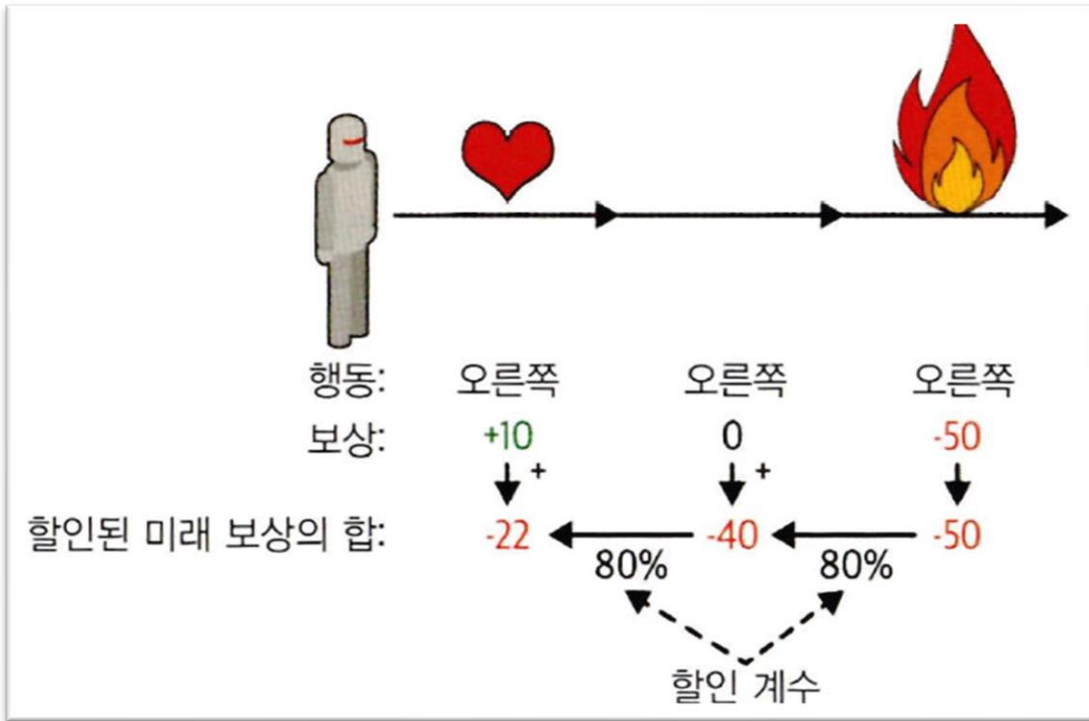 행동: 오른쪽 오른쪽 오른쪽
보상: +10 0 -50
+ +
할인된 미래 보상의 합: -22 -40 -50
80% 80%
할인 계수